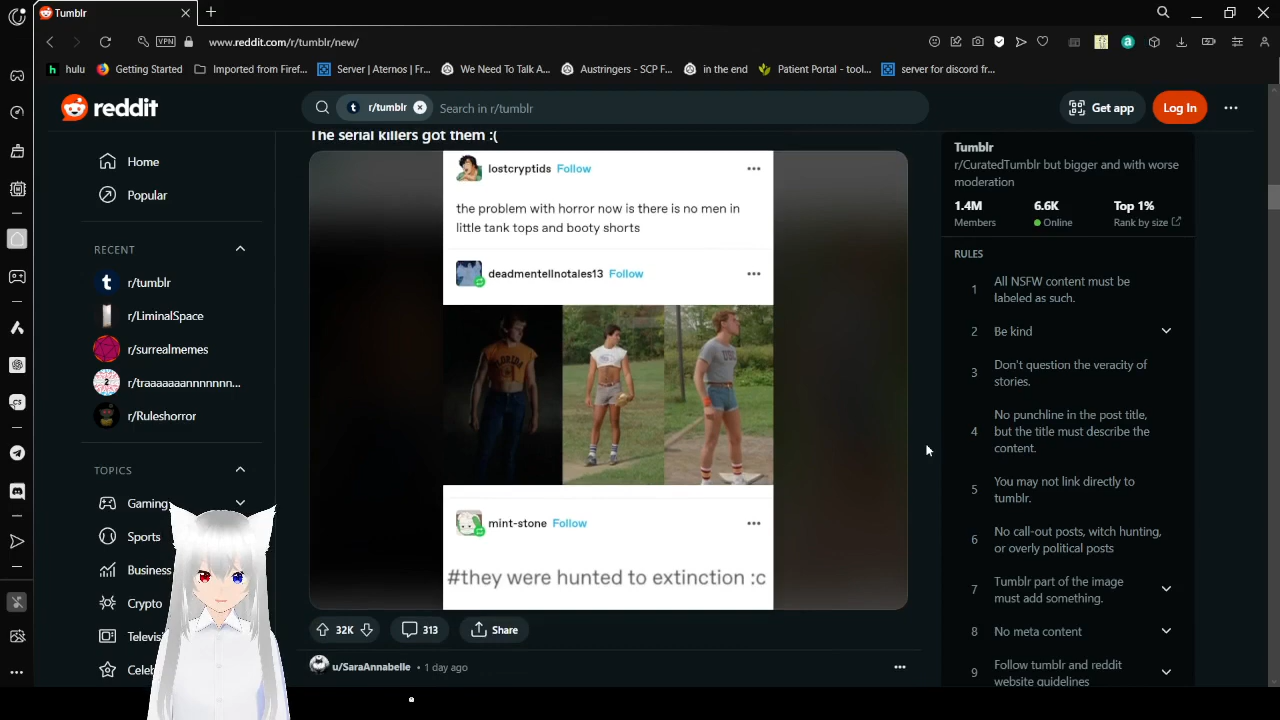 Tumblr
www.reddit.com/r/tumblr/new/
VPN
hulu
Getting Started
Imported from Firef...
Server | Aternos | Fr...
We Need To Talk A...
Austringers - SCP F...
in the end
Patient Portal - tool...
server for discord fr...
reddit
r/tumblr
Search in r/tumblr
Get app
Log In
Home
Popular
RECENT
r/tumblr
r/LiminalSpace
r/surrealmemes
r/traaaaaaannnnnnn...
r/Ruleshorror
TOPICS
Gaming
Sports
Business
Crypto
Televisi
Celeb
The serial killers got them :(
lostcryptids Follow
the problem with horror now is there is no men in
little tank tops and booty shorts
deadmentellnotales13 Follow
FLORIDA
mint-stone Follow
#they were hunted to extinction :c
32K
313
Share
u/SaraAnnabelle • 1 day ago
Tumblr
r/CuratedTumblr but bigger and with worse
moderation
1.4M
Members
6.6K
Online
Top 1%
Rank by size
RULES
1 All NSFW content must be
labeled as such.
2 Be kind
3 Don't question the veracity of
stories.
4 No punchline in the post title,
but the title must describe the
content.
5 You may not link directly to
tumblr.
6 No call-out posts, witch hunting,
or overly political posts
7 Tumblr part of the image
must add something.
8 No meta content
9 Follow tumblr and reddit
website guidelines